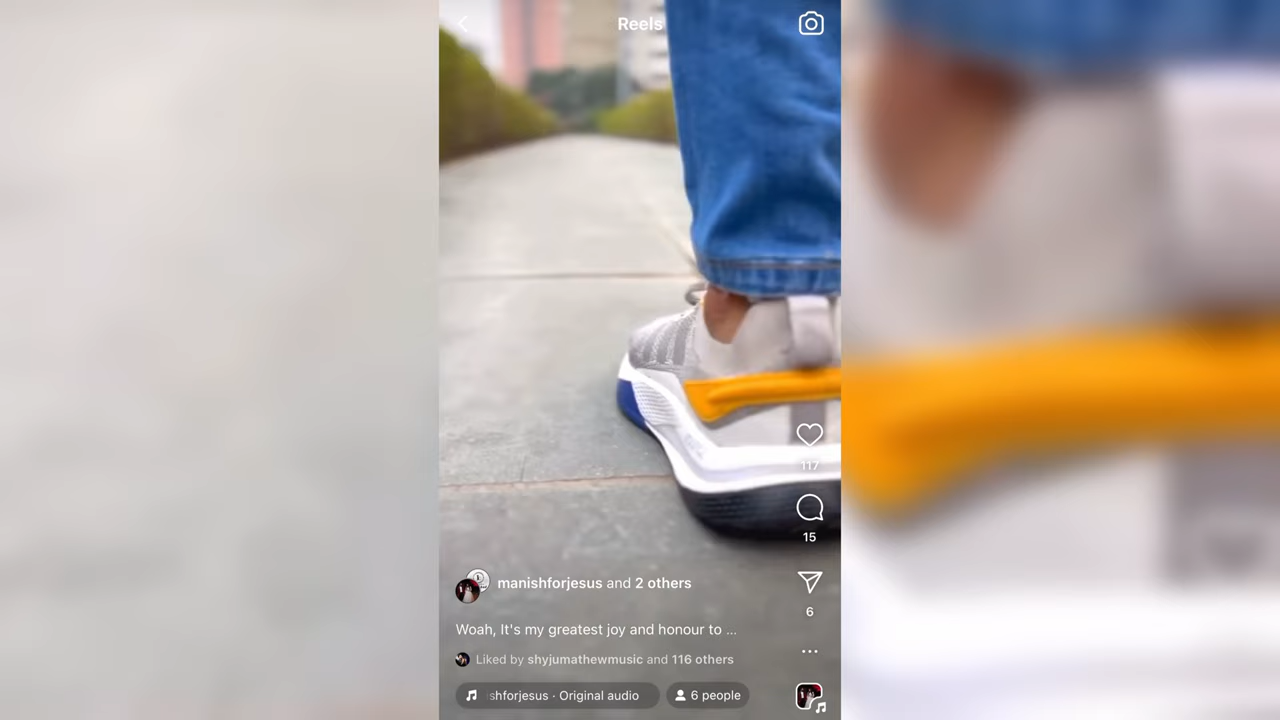 Reels
117
15
manishforjesus and 2 others
6
Woah, It's my greatest joy and honour to ...
Liked by shyjumathewmusic and 116 others
shforjesus · Original audio
6 people